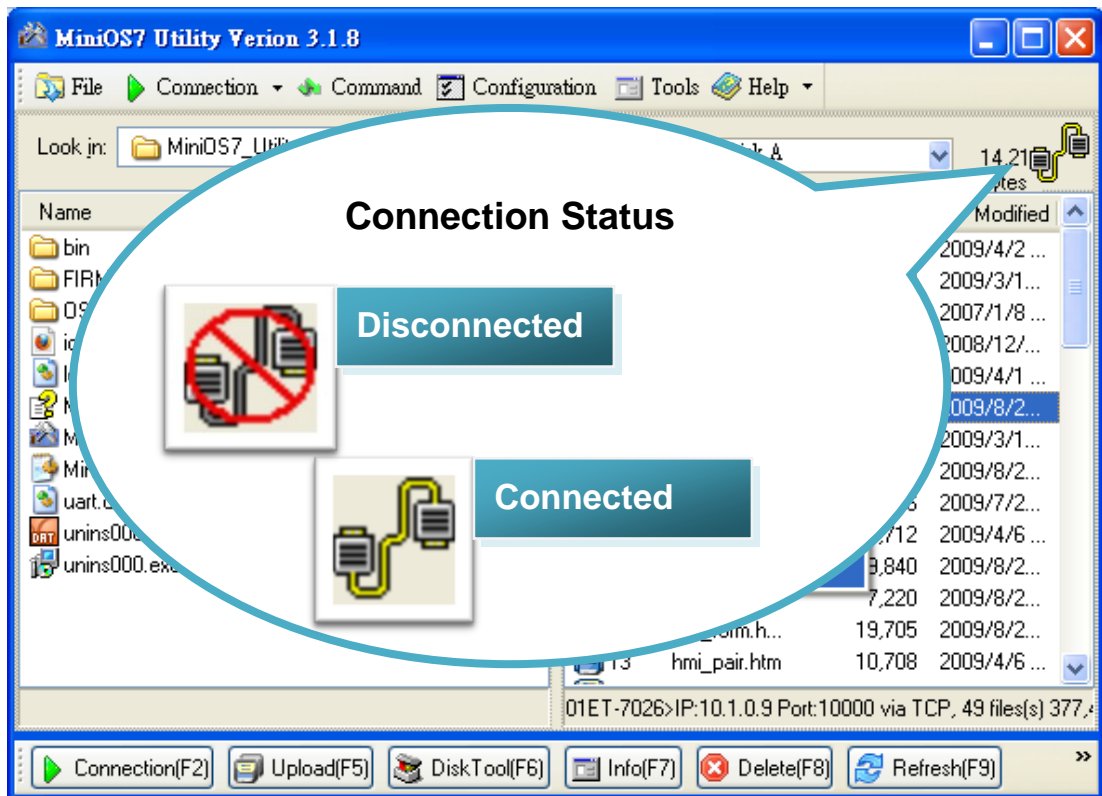 MiniOS7 Utility Verion 3.1.8
File Connection Command Configuration Tools Help
Look in: MiniOS7_Utili
k A
14.21
Name
Modified
Connection Status
Disconnected
Connected
bin
FIRM
OS
uart.
unins000.
unins000.exe
2009/4/2 ...
2009/3/1...
2007/1/8 ...
2008/12/...
2009/4/1 ...
2009/8/2...
2009/3/1...
2009/8/2...
2009/7/2...
,712 2009/4/6 ...
,840 2009/8/2...
7,220 2009/8/2...
19,705 2009/8/2...
13 hmi_pair.htm 10,708 2009/4/6 ...
01ET-7026>IP:10.1.0.9 Port:10000 via TCP, 49 files(s) 377,4
Connection(F2) Upload(F5) DiskTool(F6) Info(F7) Delete(F8) Refresh(F9) »